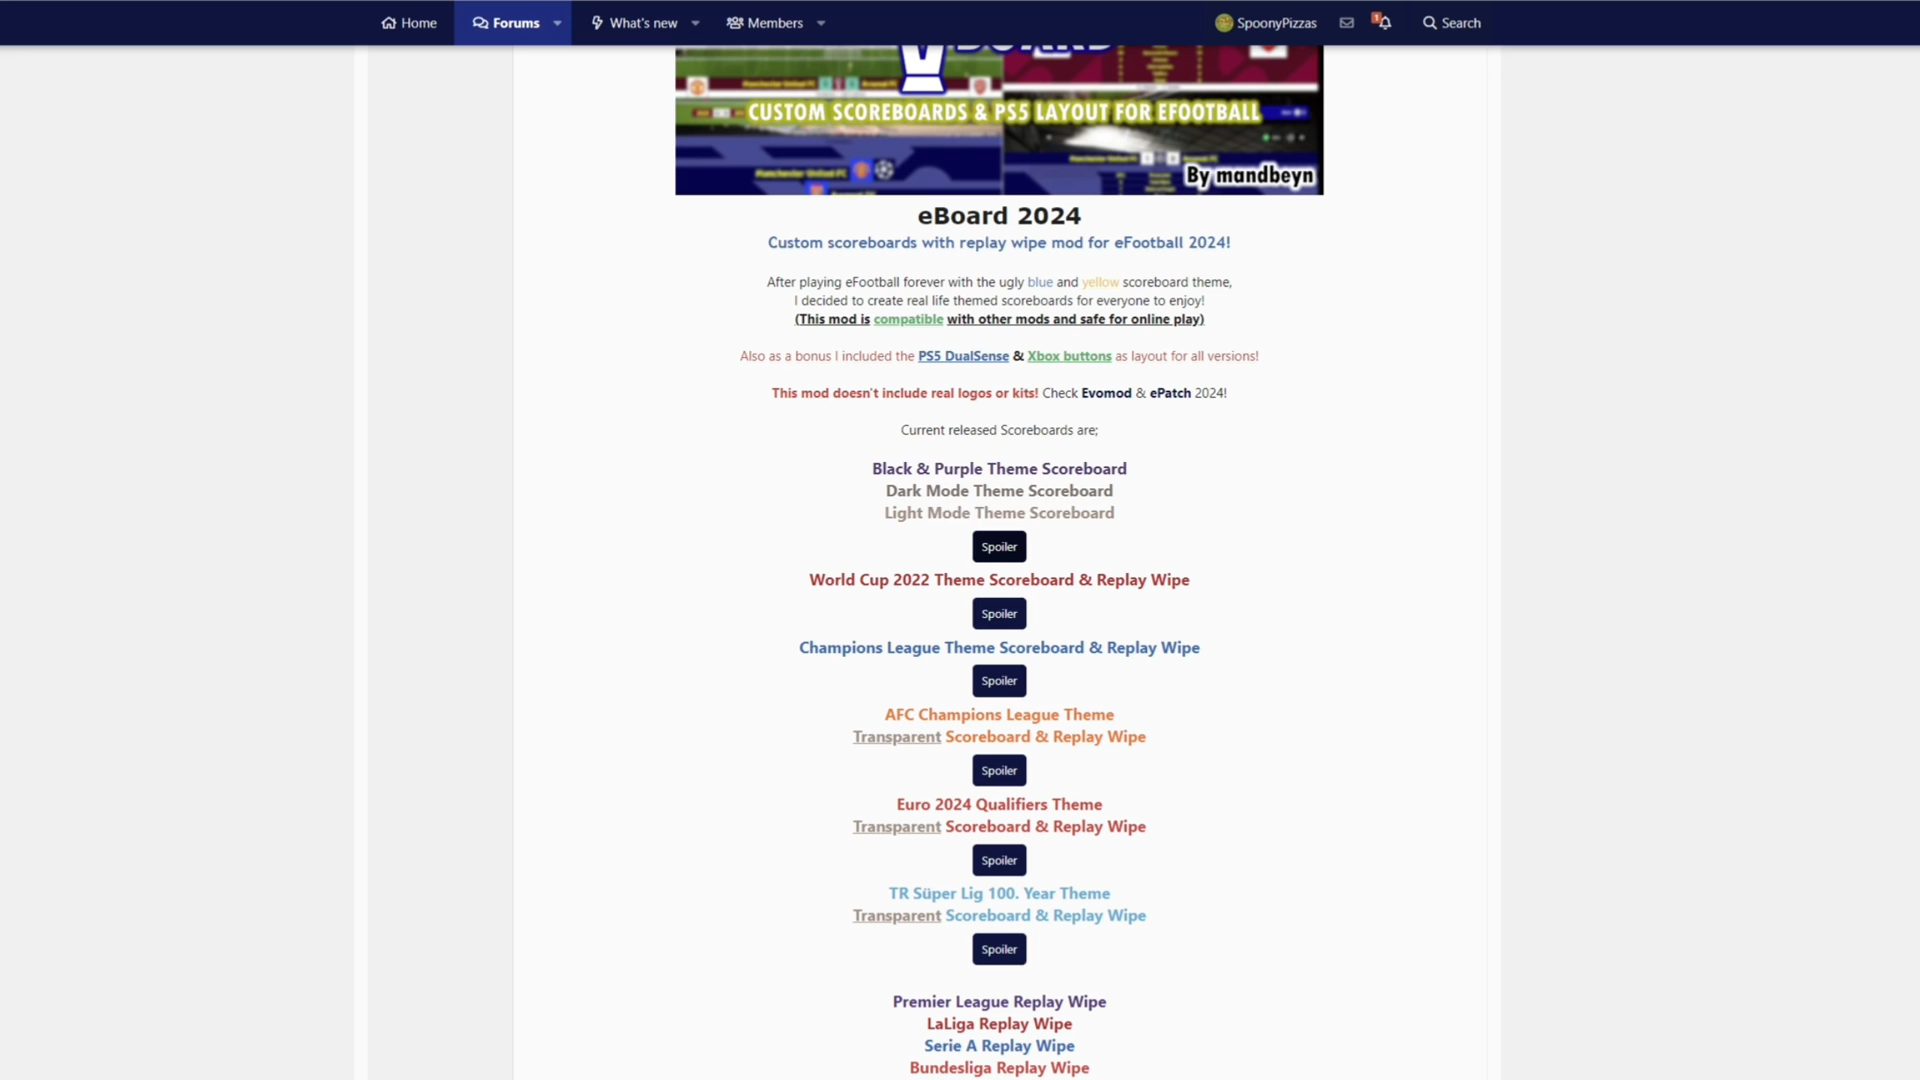 Home
Forums
What's new
Members
SpoonyPizzas
1
Search
CUSTOM SCOREBOARDS & PS5 LAYOUT FOR EFOOTBALL
By mandbeyn
eBoard 2024
Custom scoreboards with replay wipe mod for eFootball 2024!
After playing eFootball forever with the ugly blue and yellow scoreboard theme,
I decided to create real life themed scoreboards for everyone to enjoy!
(This mod is compatible with other mods and safe for online play)
Also as a bonus I included the PS5 DualSense & Xbox buttons as layout for all versions!
This mod doesn't include real logos or kits! Check Evomod & ePatch 2024!
Current released Scoreboards are;
Black & Purple Theme Scoreboard
Dark Mode Theme Scoreboard
Light Mode Theme Scoreboard
Spoiler
World Cup 2022 Theme Scoreboard & Replay Wipe
Spoiler
Champions League Theme Scoreboard & Replay Wipe
Spoiler
AFC Champions League Theme
Transparent Scoreboard & Replay Wipe
Spoiler
Euro 2024 Qualifiers Theme
Transparent Scoreboard & Replay Wipe
Spoiler
TR Süper Lig 100. Year Theme
Transparent Scoreboard & Replay Wipe
Spoiler
Premier League Replay Wipe
LaLiga Replay Wipe
Serie A Replay Wipe
Bundesliga Replay Wipe